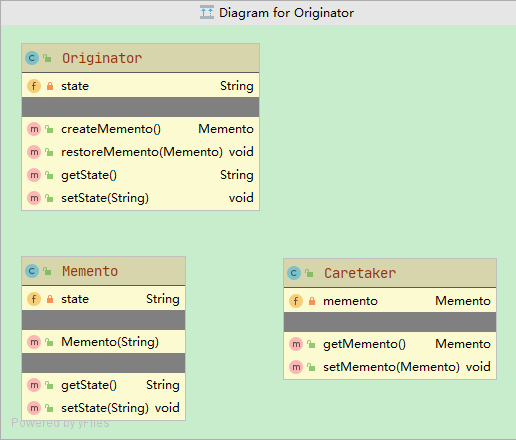 Diagram for Originator
C Originator
f state String
m createMemento() Memento
m restoreMemento(Memento) void
m getState() String
m setState(String) void
C Memento
f state String
m Memento(String)
m getState() String
m setState(String) void
C Caretaker
f memento Memento
m getMemento() Memento
m setMemento(Memento) void
Powered by yFiles